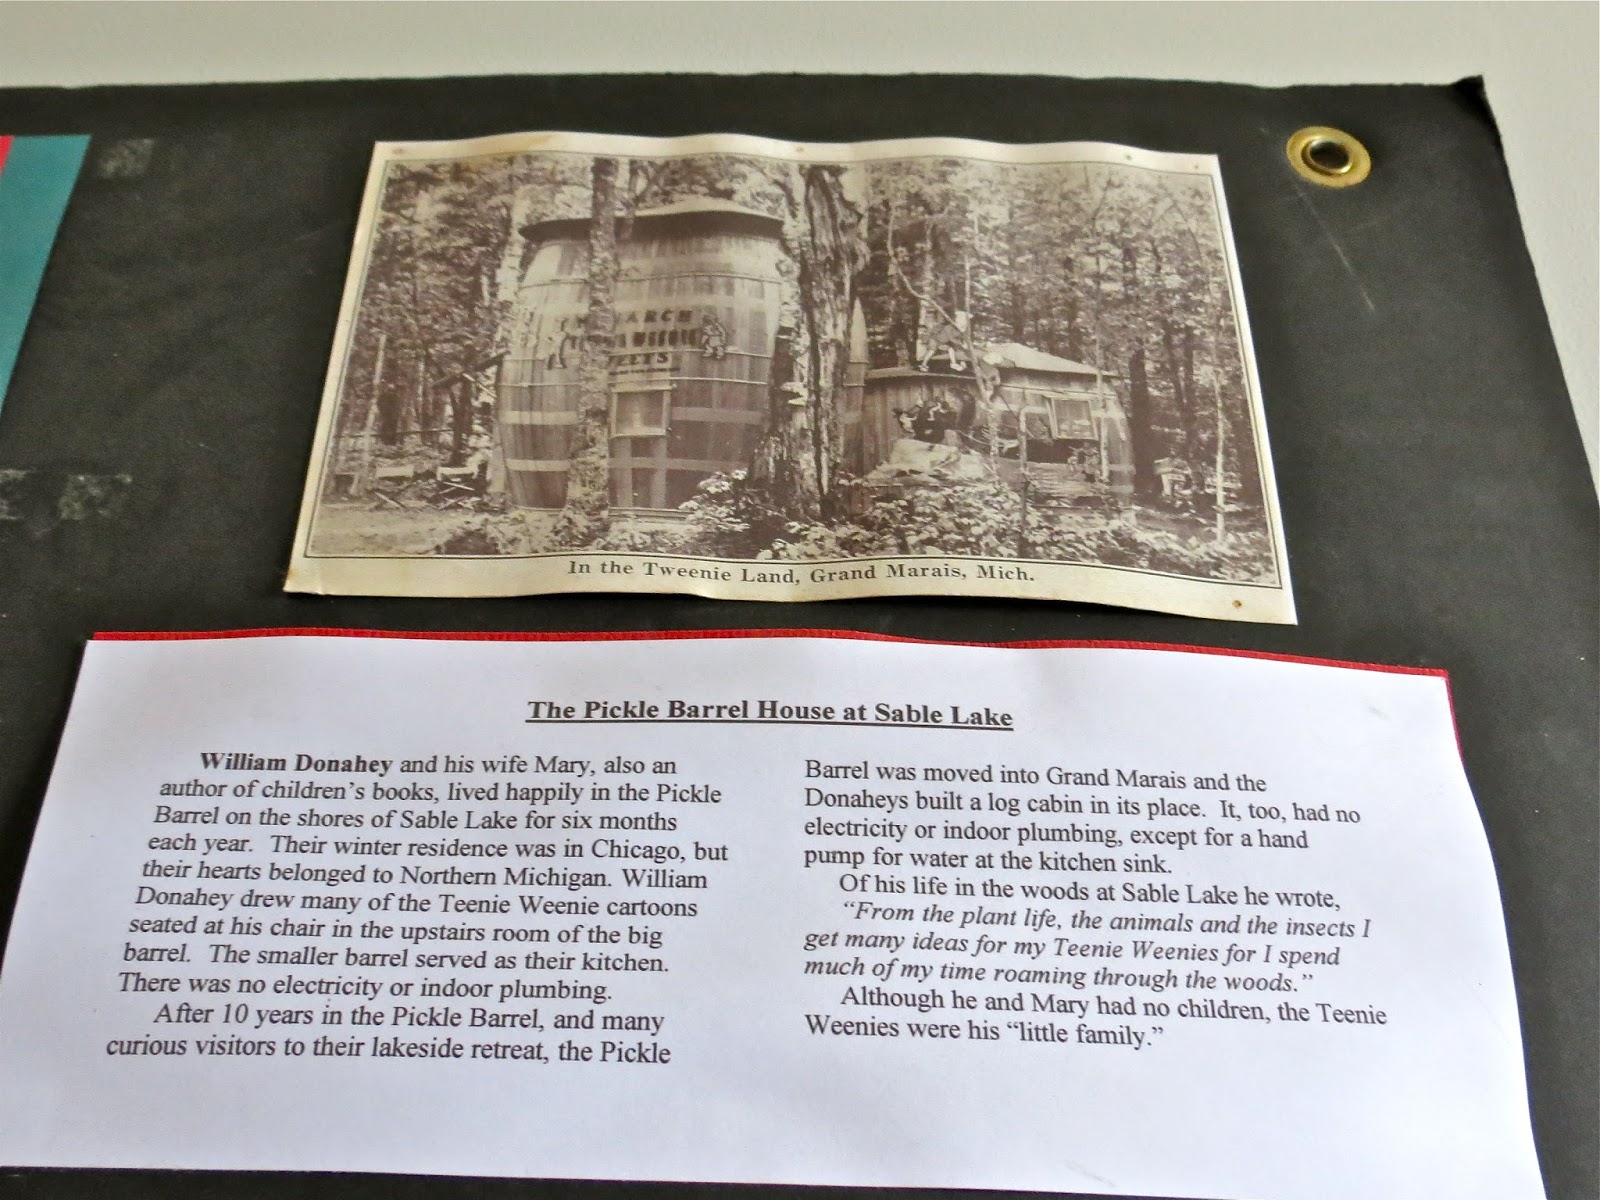 In the Tweenie Land, Grand Marais, Mich.
The Pickle Barrel House at Sable Lake
William Donahey and his wife Mary, also an
author of children's books, lived happily in the Pickle
Barrel on the shores of Sable Lake for six months
each year. Their winter residence was in Chicago, but
their hearts belonged to Northern Michigan. William
Donahey drew many of the Teenie Weenie cartoons
seated at his chair in the upstairs room of the big
barrel. The smaller barrel served as their kitchen.
There was no electricity or indoor plumbing.
After 10 years in the Pickle Barrel, and many
curious visitors to their lakeside retreat, the Pickle
Barrel was moved into Grand Marais and the
Donaheys built a log cabin in its place. It, too, had no
electricity or indoor plumbing, except for a hand
pump for water at the kitchen sink.
Of his life in the woods at Sable Lake he wrote,
"From the plant life, the animals and the insects I
get many ideas for my Teenie Weenies for I spend
much of my time roaming through the woods."
Although he and Mary had no children, the Teenie
Weenies were his "little family."